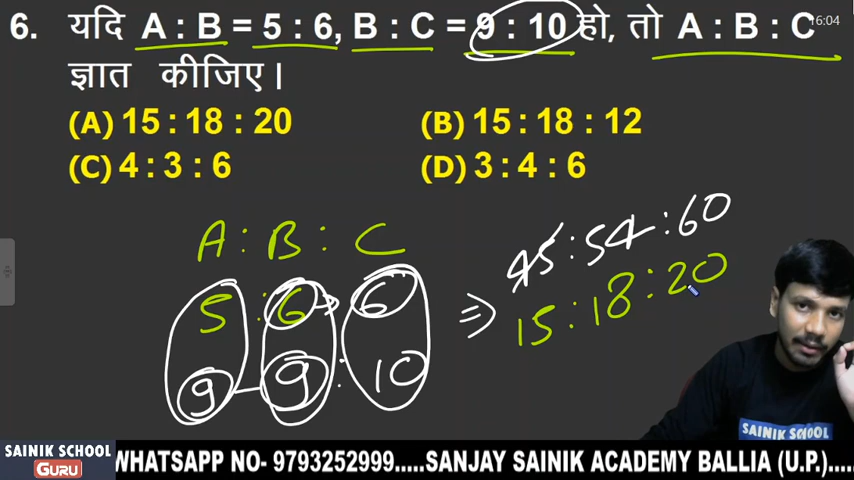 16:04
6. यदि A : B = 5 : 6, B : C = 9 : 10 हो, तो A : B : C
ज्ञात कीजिए।
(A) 15 : 18 : 20 (B) 15 : 18 : 12
(C) 4 : 3 : 6 (D) 3 : 4 : 6
A : B : C
5 : 6 6
9 9 : 10
⇒ 45 : 54 : 60
15 : 18 : 20
SAINIK SCHOOL
SAINIK SCHOOL
Guru
WHATSAPP NO- 9793252999.....SANJAY SAINIK ACADEMY BALLIA (U.P.)